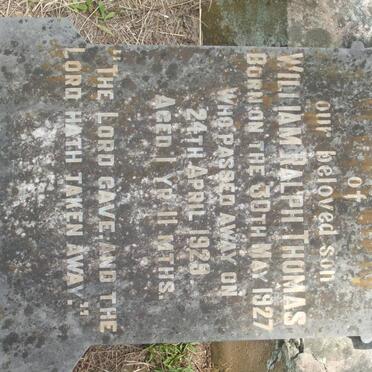 of
our beloved son
WILLIAM RALPH THOMAS
BORN ON THE 30TH MAY 1927
WHO PASSED AWAY ON
24TH APRIL 1929
AGED 1 YR 11 MTHS.
"THE LORD GAVE AND THE
LORD HATH TAKEN AWAY."